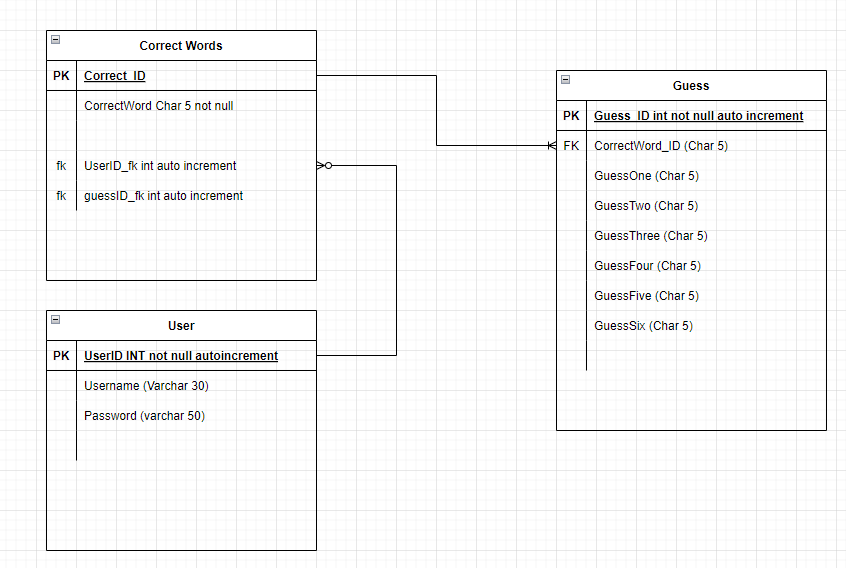 Correct Words
PK Correct_ID
CorrectWord Char 5 not null
fk UserID_fk int auto increment
fk guessID_fk int auto increment
User
PK UserID INT not null autoincrement
Username (Varchar 30)
Password (varchar 50)
Guess
PK Guess_ID int not null auto increment
FK CorrectWord_ID (Char 5)
GuessOne (Char 5)
GuessTwo (Char 5)
GuessThree (Char 5)
GuessFour (Char 5)
GuessFive (Char 5)
GuessSix (Char 5)